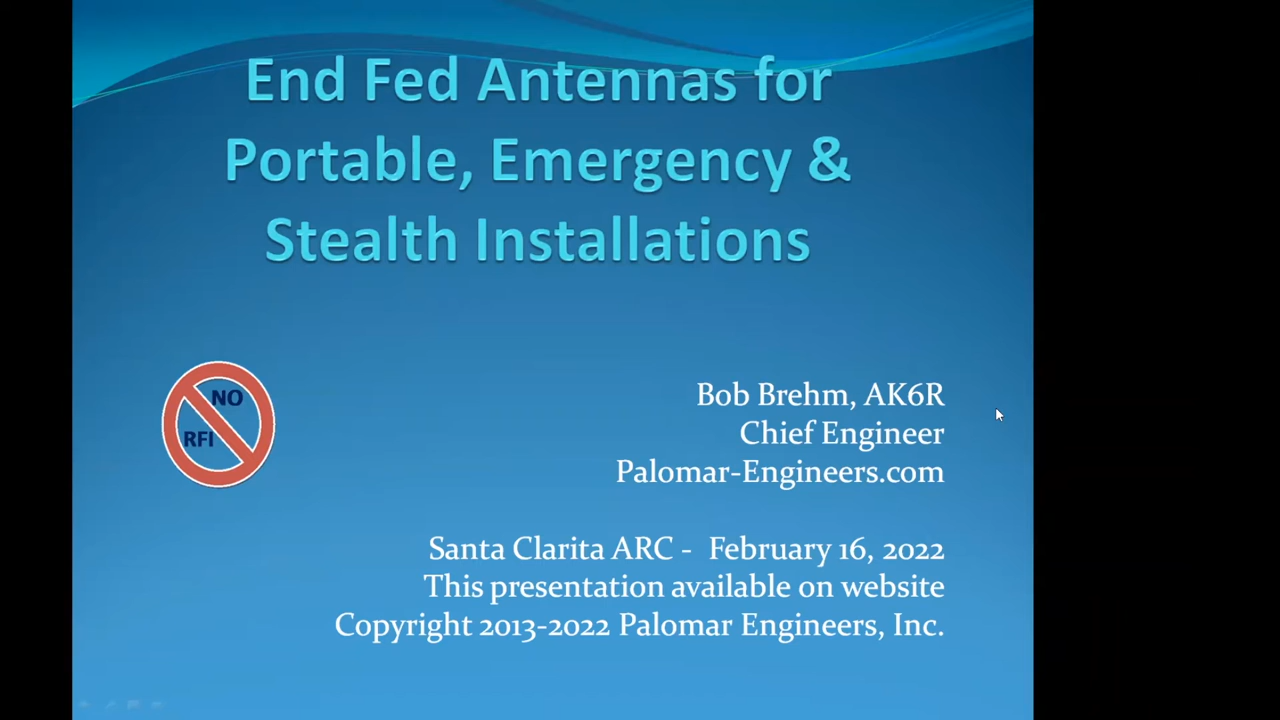 End Fed Antennas for
Portable, Emergency &
Stealth Installations
NO
RFI
Bob Brehm, AK6R
Chief Engineer
Palomar-Engineers.com
Santa Clarita ARC - February 16, 2022
This presentation available on website
Copyright 2013-2022 Palomar Engineers, Inc.